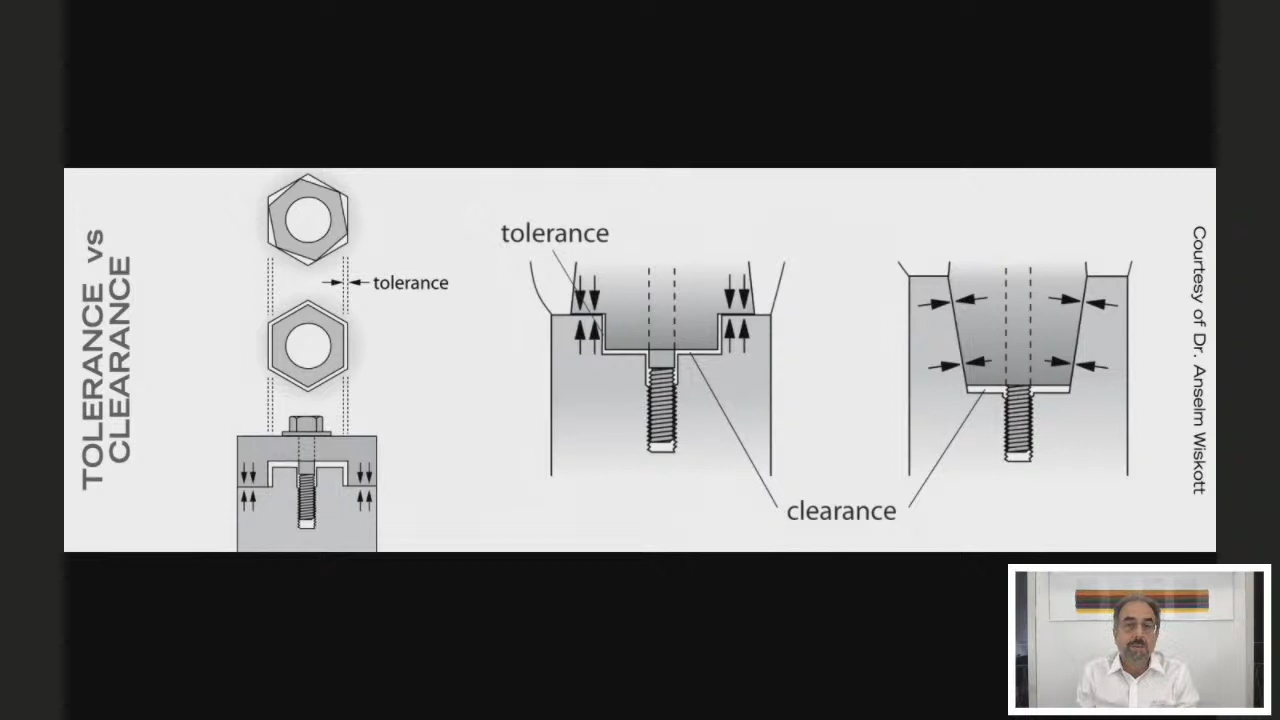 TOLERANCE vs
CLEARANCE
tolerance
tolerance
clearance
Courtesy of Dr. Anselm Wiskott